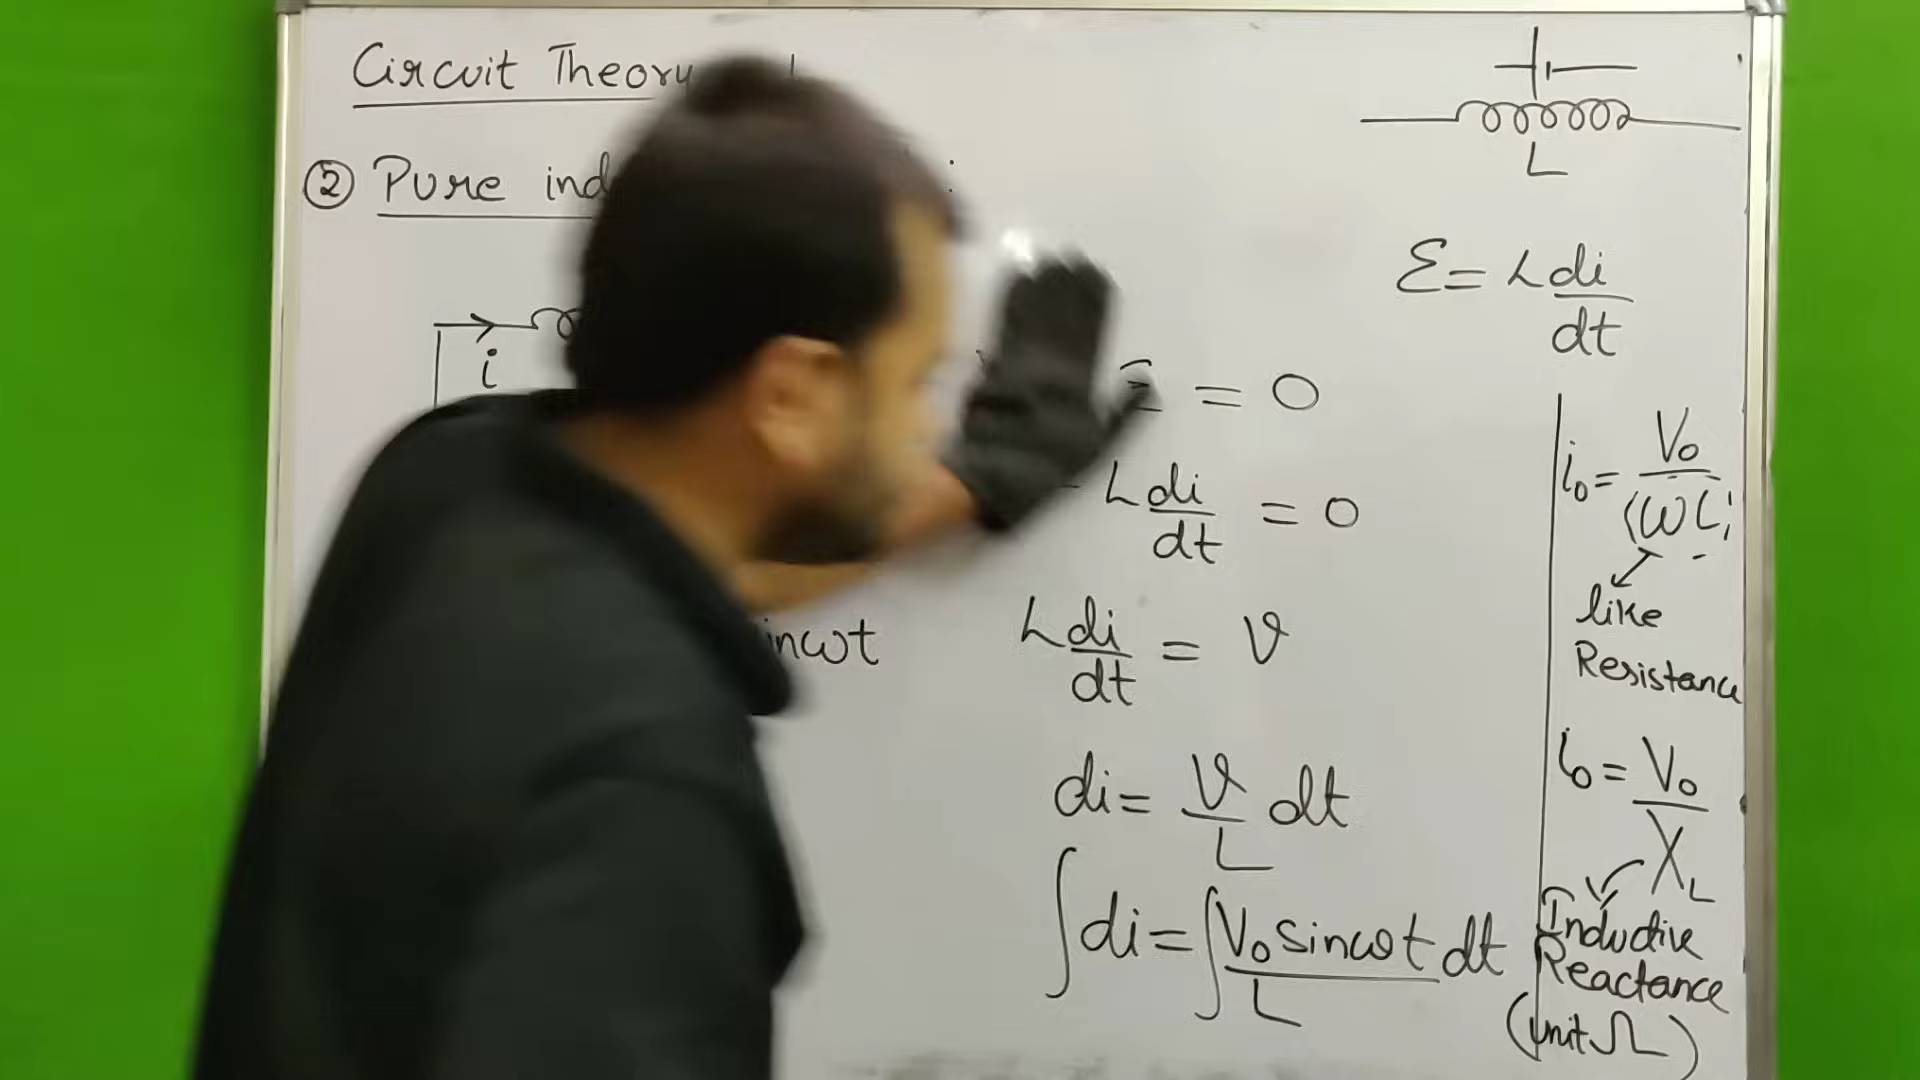 Circuit Theory
② Pure ind
L
ε = L di/dt
i
= 0
L di/dt = 0
i₀ = V₀/(ωL)
like
Resistance
inωt
L di/dt = v
di = v/L dt
i₀ = V₀/X_L
∫di = ∫V₀ sinωt/L dt
Inductive
Reactance
(unit Ω)